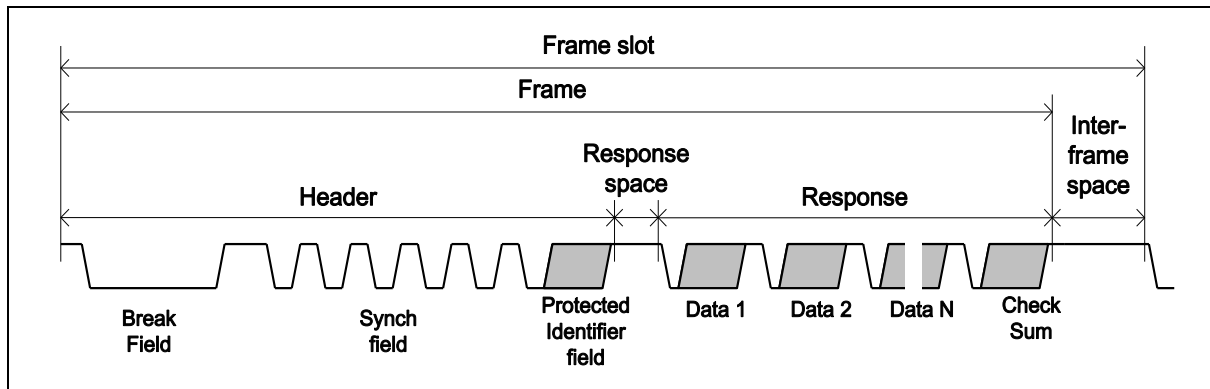 Frame slot
Frame
Inter-
frame
space
Response
space
Header
Response
Break
Field
Synch
field
Protected
Identifier
field
Data 1
Data 2
Data N
Check
Sum